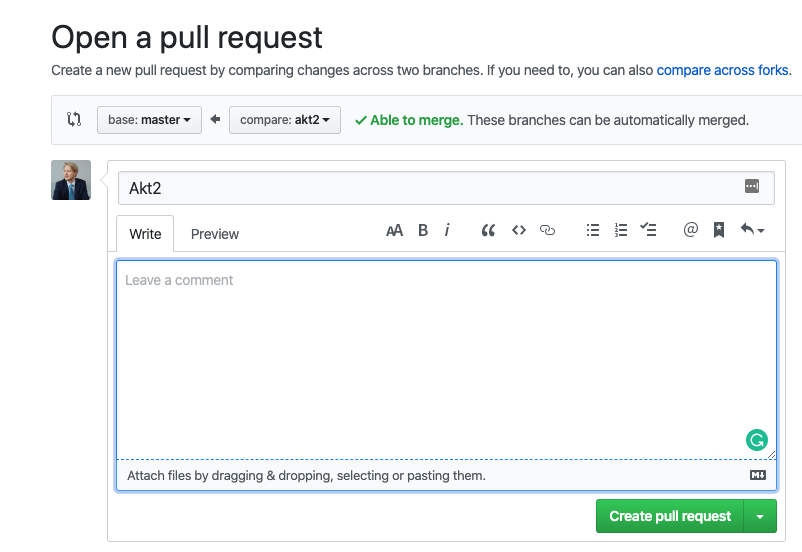 Open a pull request
Create a new pull request by comparing changes across two branches. If you need to, you can also compare across forks.
base: master compare: akt2 Able to merge. These branches can be automatically merged.
Akt2
Write Preview AA B i @
Leave a comment
Attach files by dragging & dropping, selecting or pasting them.
Create pull request